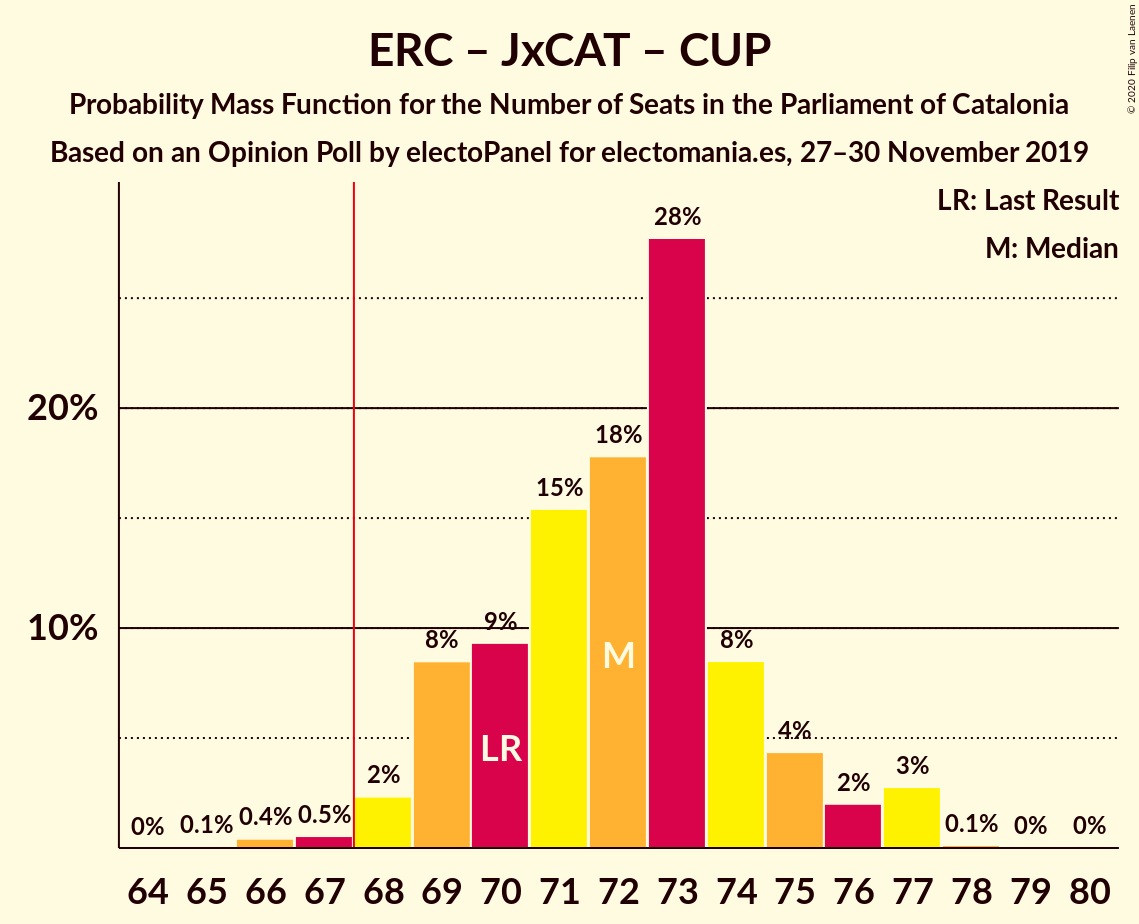 ERC – JxCAT – CUP
Probability Mass Function for the Number of Seats in the Parliament of Catalonia
Based on an Opinion Poll by electoPanel for electomania.es, 27–30 November 2019
© 2020 Filip van Laenen
LR: Last Result
M: Median
28%
20%
18%
15%
10%
9%
8%
8%
M
LR
4%
2%
3%
2%
0%
0.1%
0.4%
0.5%
0.1%
0%
0%
64 65 66 67 68 69 70 71 72 73 74 75 76 77 78 79 80